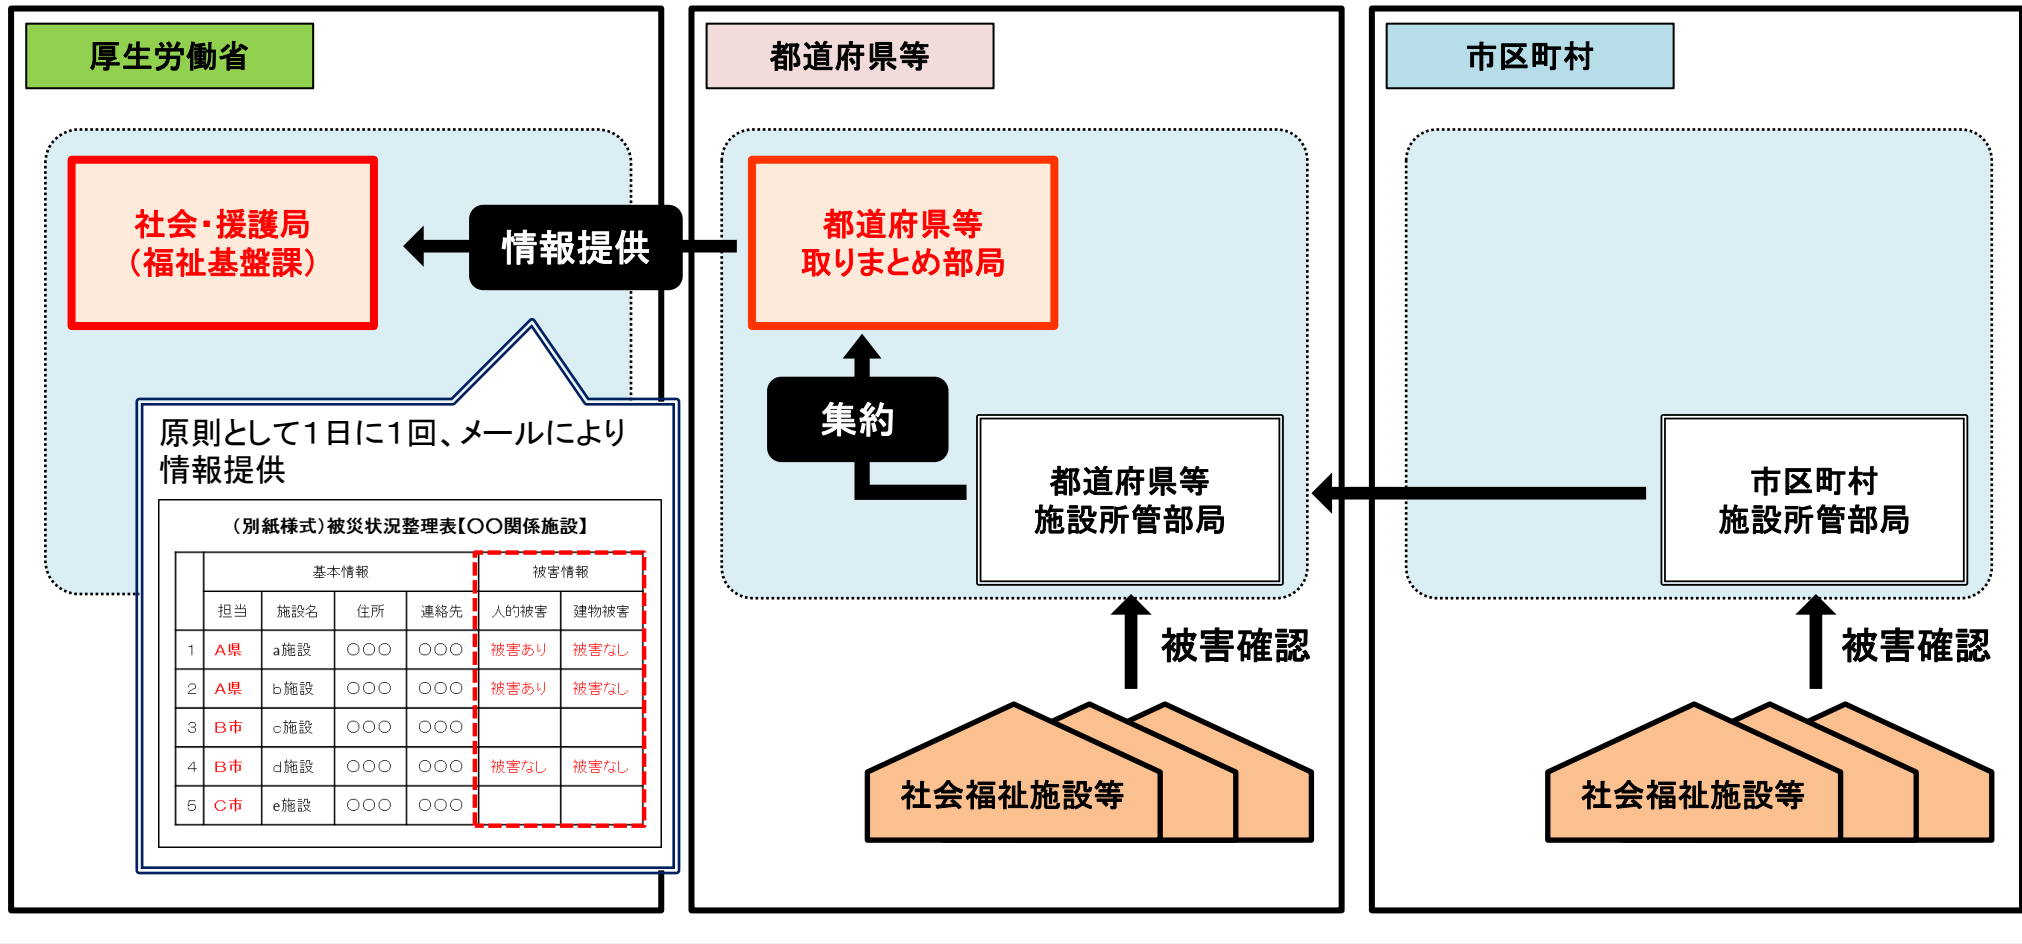 厚生労働省
社会・援護局
（福祉基盤課）
情報提供
原則として１日に１回、メールにより
情報提供
（別紙様式）被災状況整理表【〇〇関係施設】
基本情報 被害情報
担当 施設名 住所 連絡先 人的被害 建物被害
1 A県 a施設 〇〇〇 〇〇〇 被害あり 被害なし
2 A県 b施設 〇〇〇 〇〇〇 被害あり 被害なし
3 B市 c施設 〇〇〇 〇〇〇
4 B市 d施設 〇〇〇 〇〇〇 被害なし 被害なし
5 C市 e施設 〇〇〇 〇〇〇
都道府県等
都道府県等
取りまとめ部局
集約
都道府県等
施設所管部局
被害確認
社会福祉施設等
市区町村
市区町村
施設所管部局
被害確認
社会福祉施設等